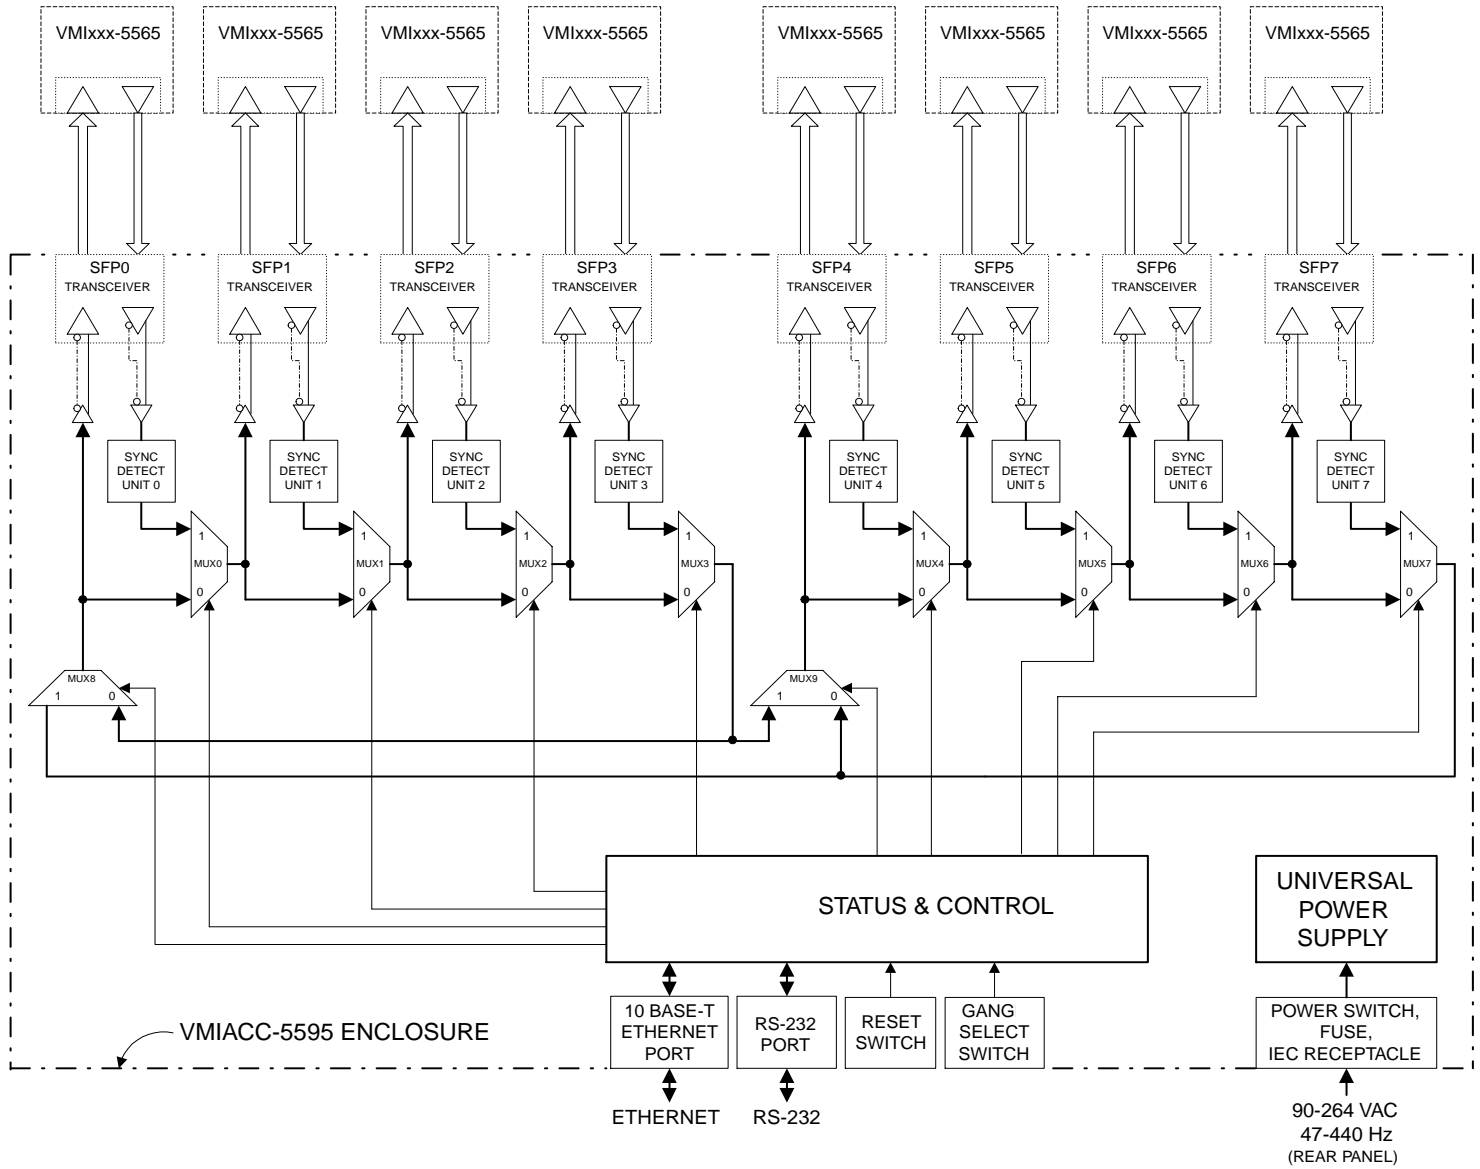 VMIxxx-5565 VMIxxx-5565 VMIxxx-5565 VMIxxx-5565 VMIxxx-5565 VMIxxx-5565 VMIxxx-5565 VMIxxx-5565
SFP0 SFP1 SFP2 SFP3 SFP4 SFP5 SFP6 SFP7
TRANSCEIVER TRANSCEIVER TRANSCEIVER TRANSCEIVER TRANSCEIVER TRANSCEIVER TRANSCEIVER TRANSCEIVER
SYNC SYNC SYNC SYNC SYNC SYNC SYNC SYNC
DETECT DETECT DETECT DETECT DETECT DETECT DETECT DETECT
UNIT 0 UNIT 1 UNIT 2 UNIT 3 UNIT 4 UNIT 5 UNIT 6 UNIT 7
1 1 1 1 1 1 1 1
MUX0 MUX1 MUX2 MUX3 MUX4 MUX5 MUX6 MUX7
0 0 0 0 0 0 0 0
MUX8 MUX9
1 0 1 0
STATUS & CONTROL
UNIVERSAL
POWER
SUPPLY
10 BASE-T
ETHERNET
PORT
RS-232
PORT
RESET
SWITCH
GANG
SELECT
SWITCH
POWER SWITCH,
FUSE,
IEC RECEPTACLE
VMIACC-5595 ENCLOSURE
ETHERNET
RS-232
90-264 VAC
47-440 Hz
(REAR PANEL)